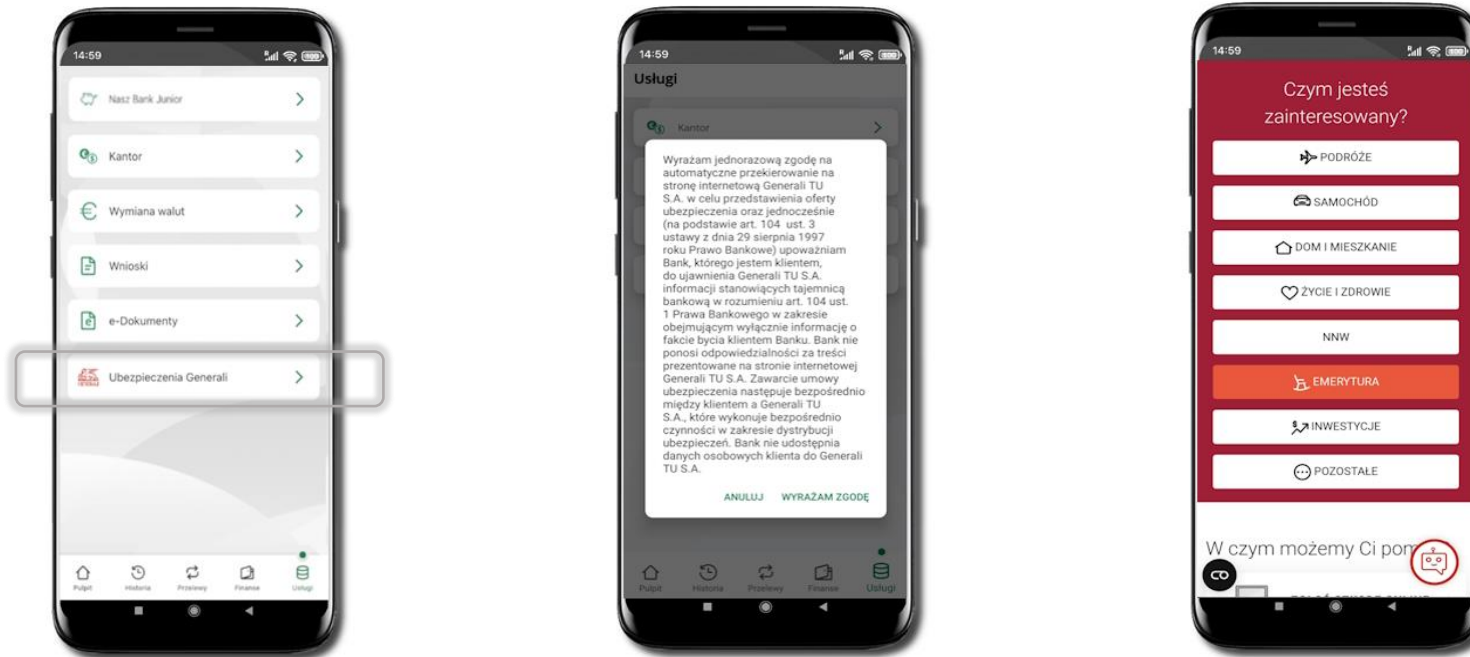 14:59
Nasz Bank Junior
Kantor
Wymiana walut
Wnioski
e-Dokumenty
Ubezpieczenia Generali
Pulpit
Historia
Przelewy
Finanse
Usługi
14:59
Usługi
Kantor
Wyrażam jednorazową zgodę na
automatyczne przekierowanie na
stronę internetową Generali TU
S.A. w celu przedstawienia oferty
ubezpieczenia oraz jednocześnie
(na podstawie art. 104 ust. 3
ustawy z dnia 29 sierpnia 1997
roku Prawo Bankowe) upoważniam
Bank, którego jestem klientem,
do ujawnienia Generali TU S.A.
informacji stanowiących tajemnicą
bankową w rozumieniu art. 104 ust.
1 Prawa Bankowego w zakresie
obejmującym wyłącznie informację o
fakcie bycia klientem Banku. Bank nie
ponosi odpowiedzialności za treści
prezentowane na stronie internetowej
Generali TU S.A. Zawarcie umowy
ubezpieczenia następuje bezpośrednio
między klientem a Generali TU
S.A., które wykonuje bezpośrednio
czynności w zakresie dystrybucji
ubezpieczeń. Bank nie udostępnia
danych osobowych klienta do Generali
TU S.A.
ANULUJ WYRAŻAM ZGODĘ
Pulpit
Historia
Przelewy
Finanse
Usługi
14:59
Czym jesteś
zainteresowany?
PODRÓŻE
SAMOCHÓD
DOM I MIESZKANIE
ŻYCIE I ZDROWIE
NNW
EMERYTURA
INWESTYCJE
POZOSTAŁE
W czym możemy Ci